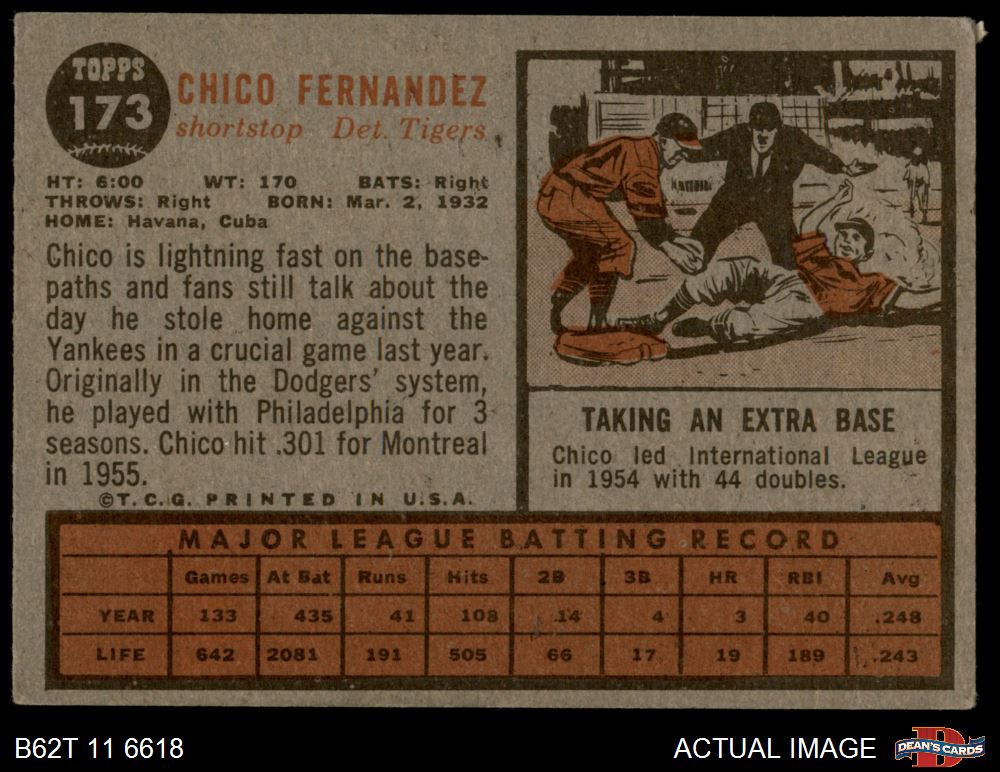 TOPPS
173
CHICO FERNANDEZ
shortstop Det. Tigers
HT: 6:00 WT: 170 BATS: Right
THROWS: Right BORN: Mar. 2, 1932
HOME: Havana, Cuba
Chico is lightning fast on the base-
paths and fans still talk about the
day he stole home against the
Yankees in a crucial game last year.
Originally in the Dodgers' system,
he played with Philadelphia for 3
seasons. Chico hit .301 for Montreal
in 1955.
©T.C.G. PRINTED IN U.S.A.
TAKING AN EXTRA BASE
Chico led International League
in 1954 with 44 doubles.
MAJOR LEAGUE BATTING RECORD
Games At Bat Runs Hits 2B 3B HR RBI Avg
YEAR 133 435 41 108 14 4 3 40 .248
LIFE 642 2081 191 505 66 17 19 189 .243
B62T 11 6618
ACTUAL IMAGE
D
DEAN'S CARDS